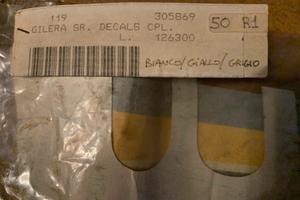 119 305869
GILERA SR. DECALS CPL.
L. 126300
50 R1
BIANCO/GIALLO/GRIGIO